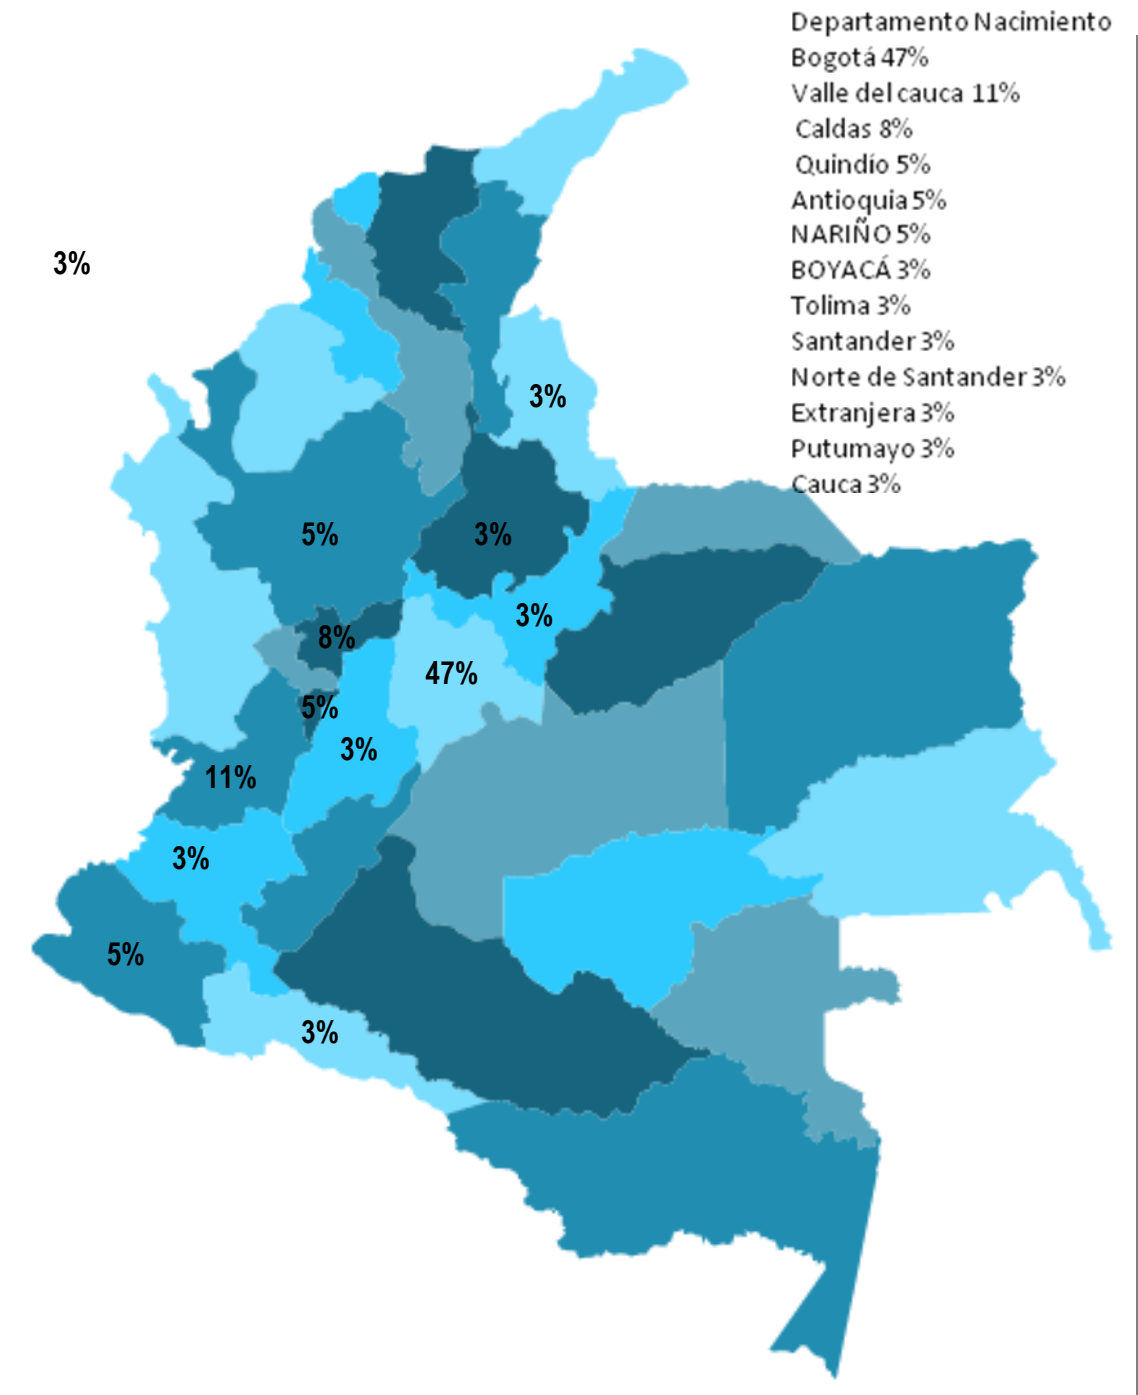 Departamento Nacimiento
Bogotá 47%
Valle del cauca 11%
Caldas 8%
Quindío 5%
Antioquia 5%
NARIÑO 5%
BOYACÁ 3%
Tolima 3%
Santander 3%
Norte de Santander 3%
Extranjera 3%
Putumayo 3%
Cauca 3%
3%
3%
5%
3%
3%
8%
47%
5%
3%
11%
3%
5%
3%